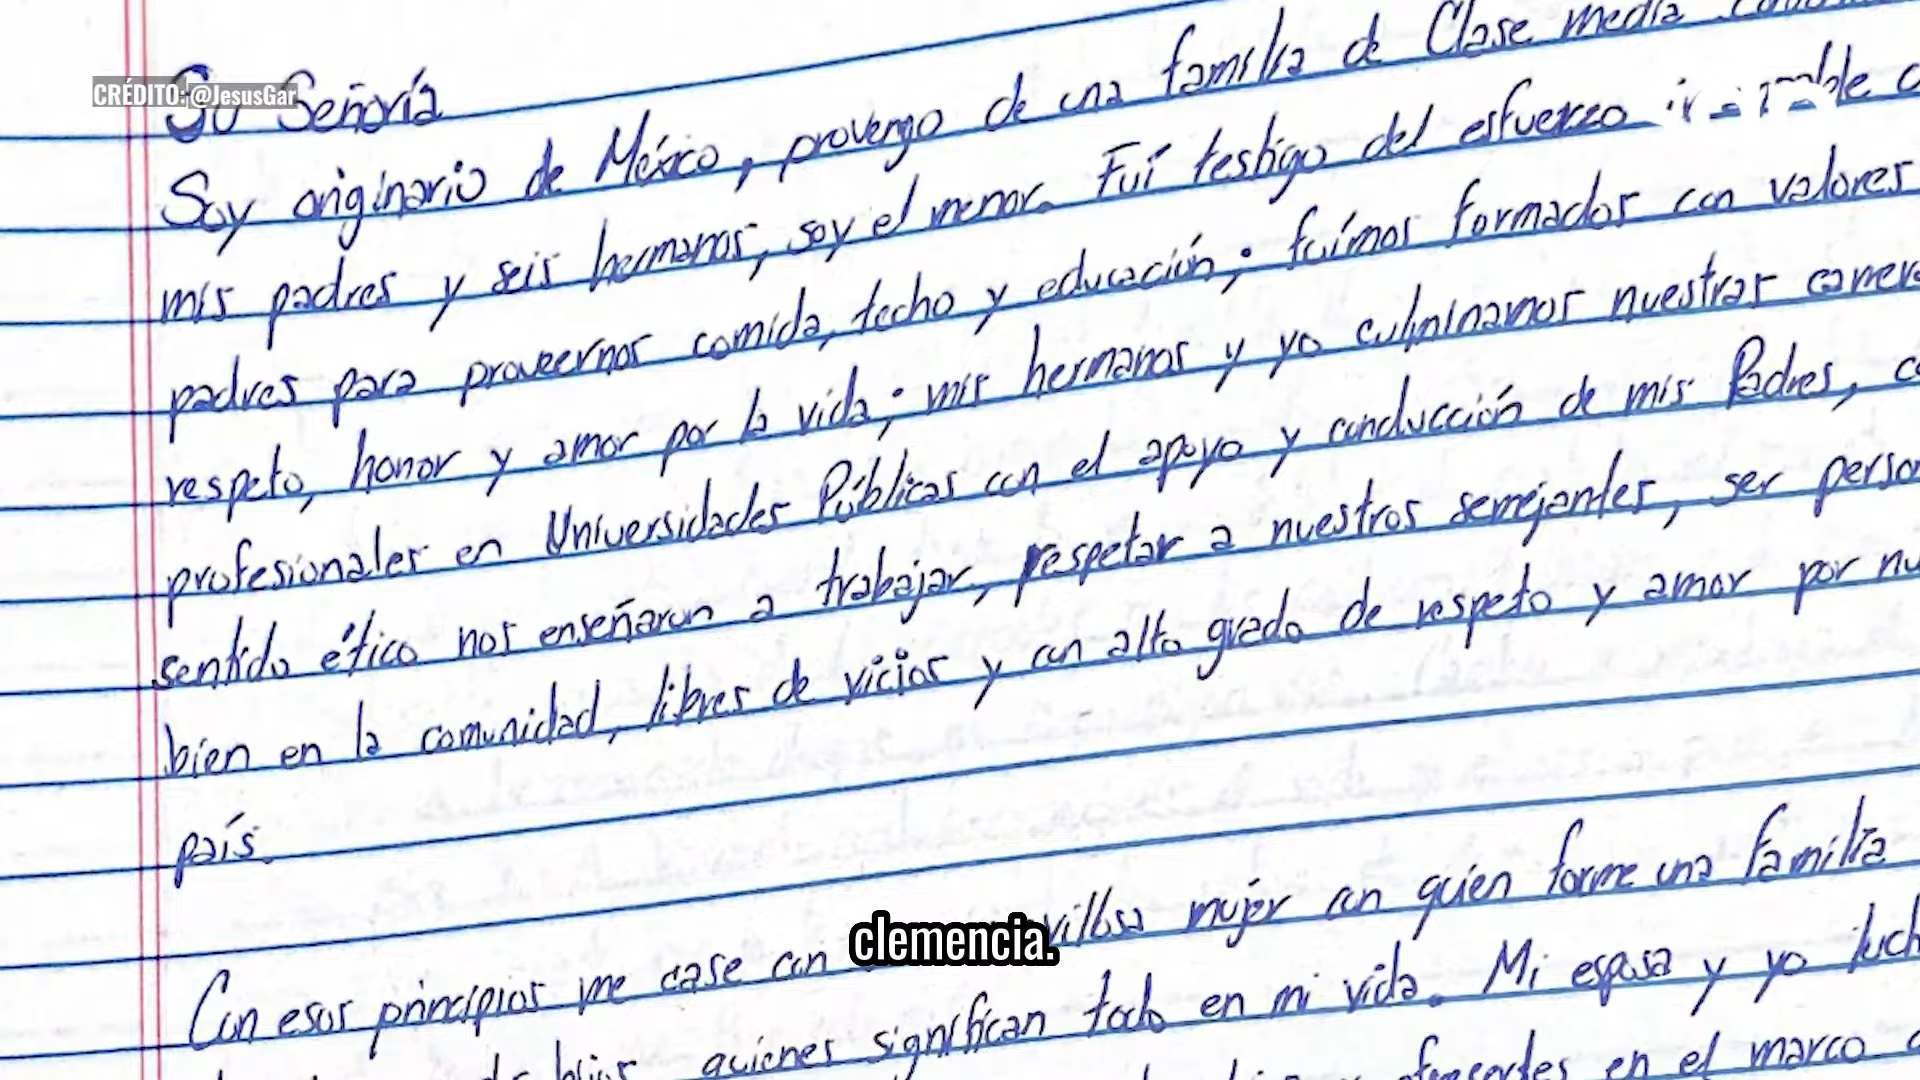 CRÉDITO: @JesusGar
Su Señoría
Soy originario de México, provengo de una familia de Clase media
mis padres y seis hermanos, soy el menor. Fuí testigo del esfuerzo
padres para proveernos comida, techo y educación; fuímos formados con valores
respeto, honor y amor por la vida; mis hermanos y yo culminamos nuestras
profesionales en Universidades Públicas con el apoyo y conducción de mis Padres,
sentido ético nos enseñaron a trabajar, respetar a nuestros semejantes, ser
bien en la comunidad, libres de vicios y con alto grado de respeto y amor por
país.
Con esos principios me case con mujer con quien forme una familia
clemencia.
quienes significan todo en mi vida. Mi esposa y yo
en el marco